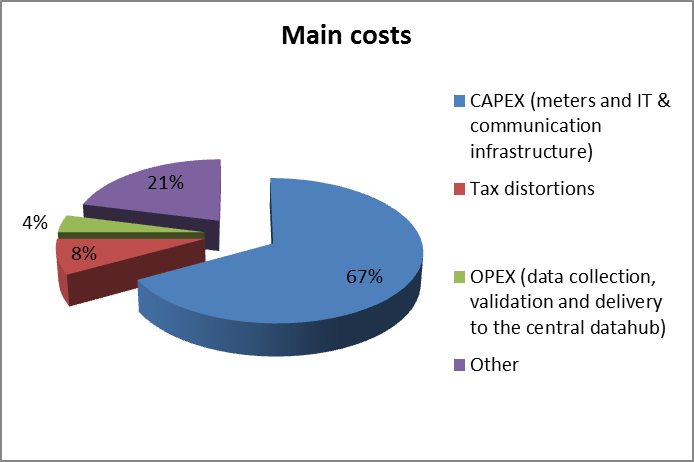 Main costs
CAPEX (meters and IT &
communication
infrastructure)
Tax distortions
OPEX (data collection,
validation and delivery
to the central datahub)
Other
21%
4%
8%
67%